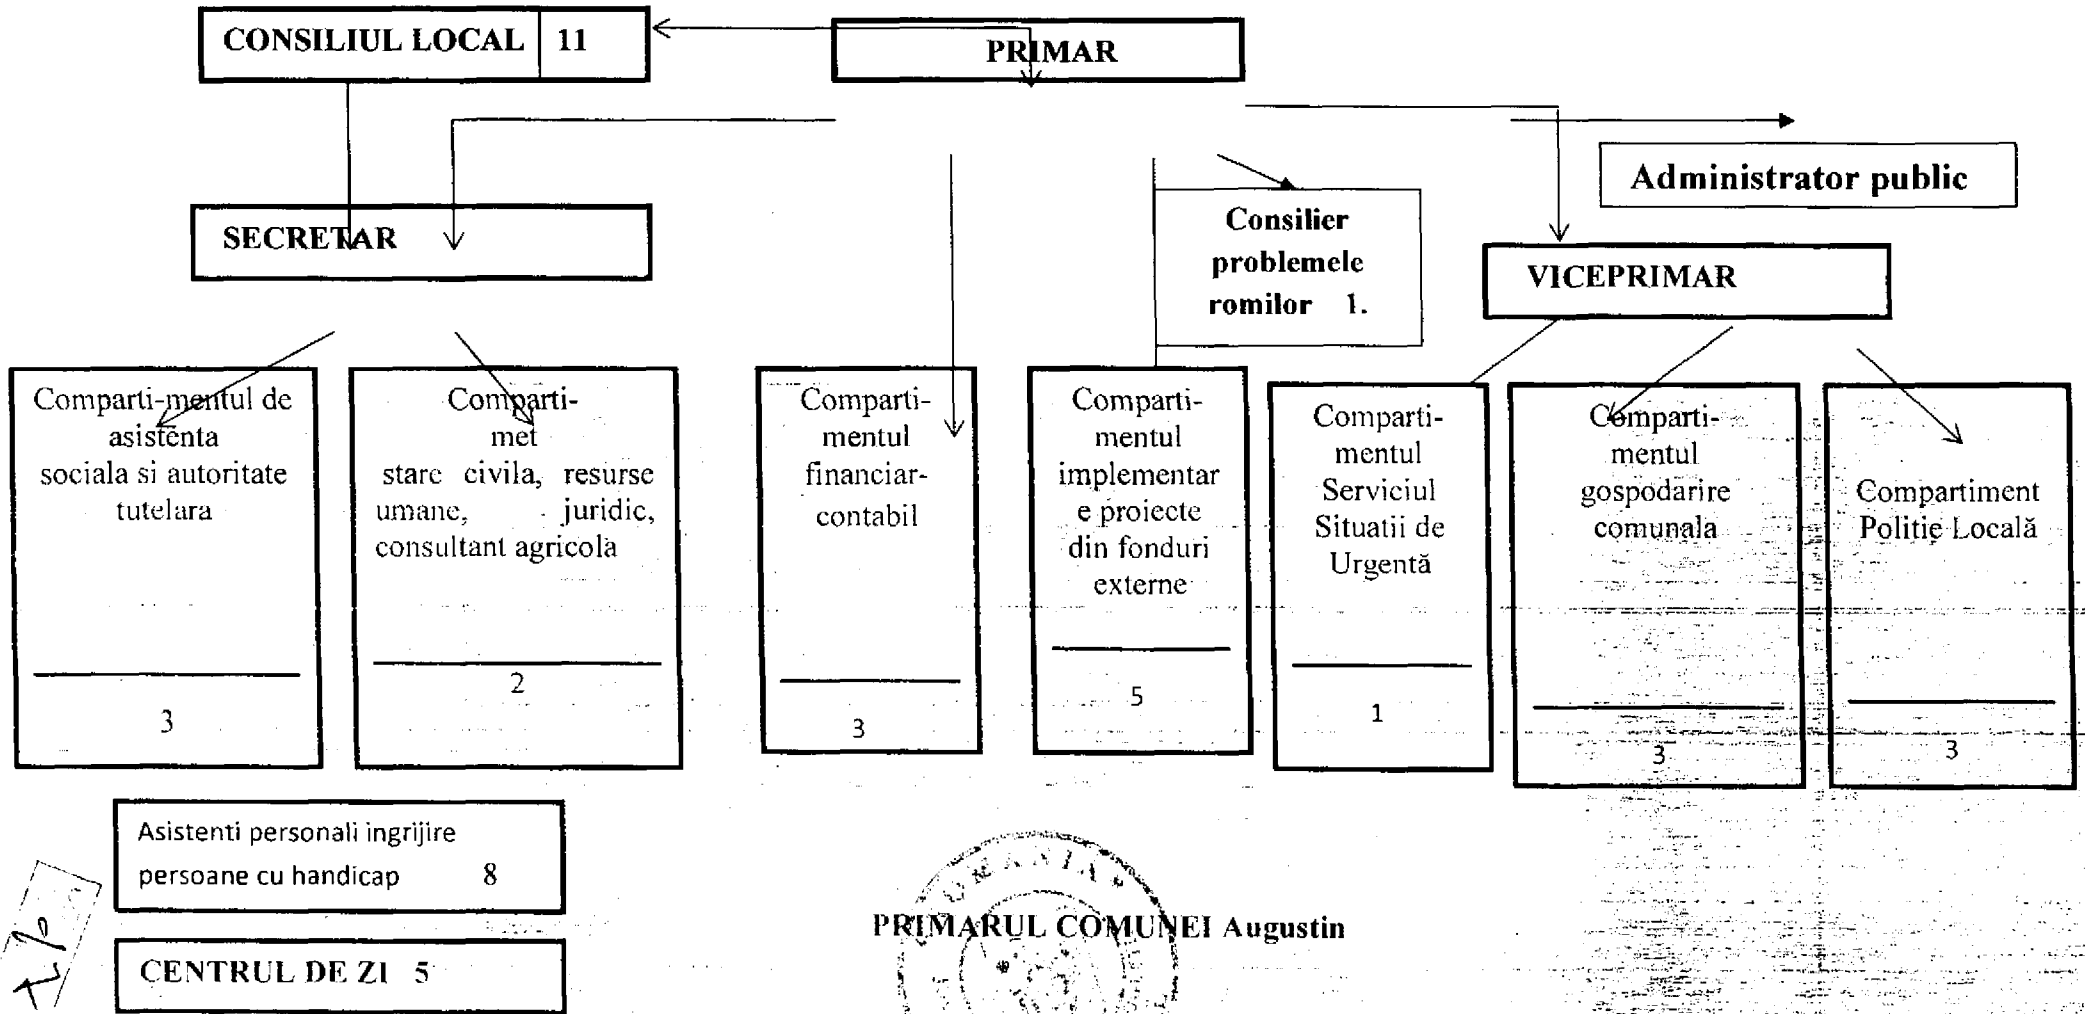 CONSILIUL LOCAL 11
PRIMAR
Administrator public
SECRETAR
Consilier
problemele
romilor 1.
VICEPRIMAR
Comparti-mentul de
asistenta
sociala si autoritate
tutelara
3
Comparti-
met
stare civila, resurse
umane, juridic,
consultant agricola
2
Comparti-
mentul
financiar-
contabil
3
Comparti-
mentul
implementar
e proiecte
din fonduri
externe
5
Comparti-
mentul
Serviciul
Situatii de
Urgentă
1
Comparti-
mentul
gospodarire
comunala
3
Compartiment
Politie Locală
3
Asistenti personali ingrijire
persoane cu handicap 8
CENTRUL DE ZI 5
ROMANIA
PRIMARUL COMUNEI Augustin